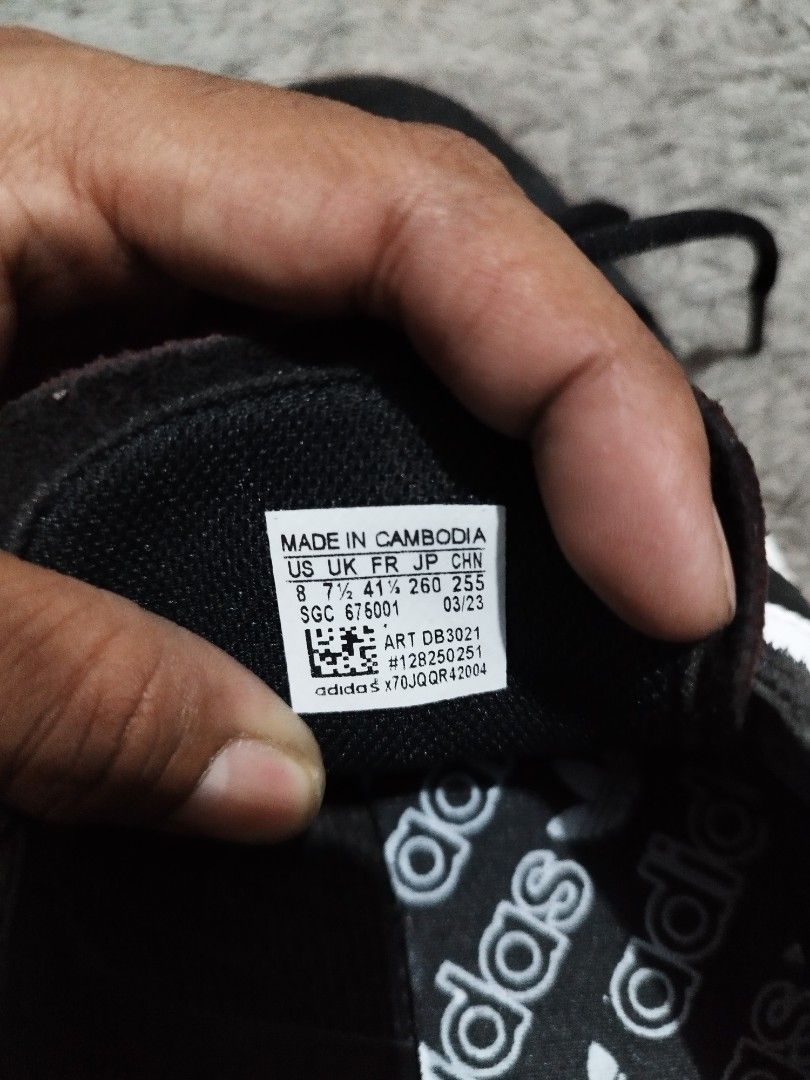 MADE IN CAMBODIA
US UK FR JP CHN
8 7½ 41⅓ 260 255
SGC 675001 03/23
ART DB3021
#128250251
adidas x70JQQR42004
adidas
adidas